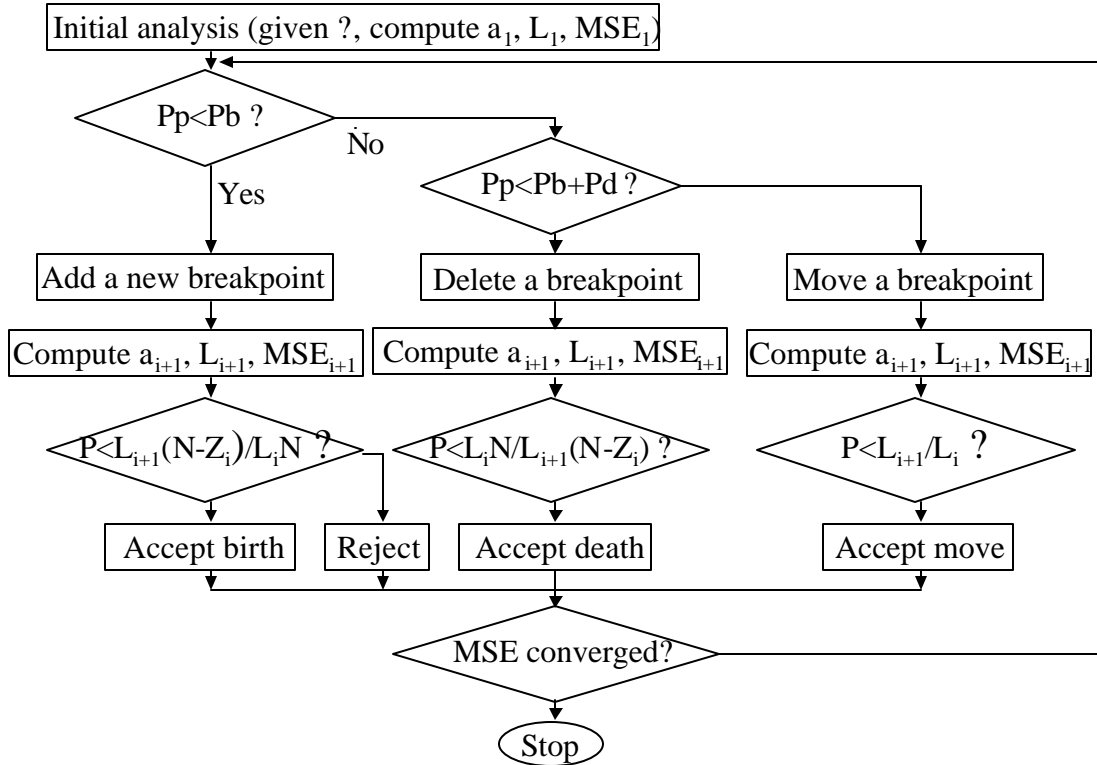 Initial analysis (given ?, compute a₁, L₁, MSE₁)
Pp<Pb ?
No
Yes
Pp<Pb+Pd ?
Add a new breakpoint
Delete a breakpoint
Move a breakpoint
Compute aᵢ₊₁, Lᵢ₊₁, MSEᵢ₊₁
Compute aᵢ₊₁, Lᵢ₊₁, MSEᵢ₊₁
Compute aᵢ₊₁, Lᵢ₊₁, MSEᵢ₊₁
P<Lᵢ₊₁(N-Zᵢ)/LᵢN ?
P<LᵢN/Lᵢ₊₁(N-Zᵢ) ?
P<Lᵢ₊₁/Lᵢ ?
Accept birth
Reject
Accept death
Accept move
MSE converged?
Stop